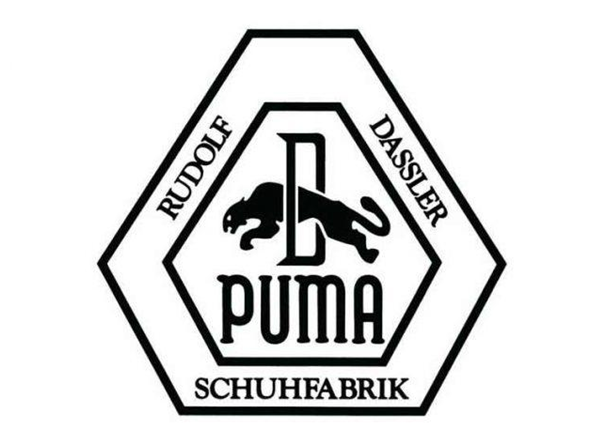 RUDOLF
DASSLER
D
PUMA
SCHUHFABRIK